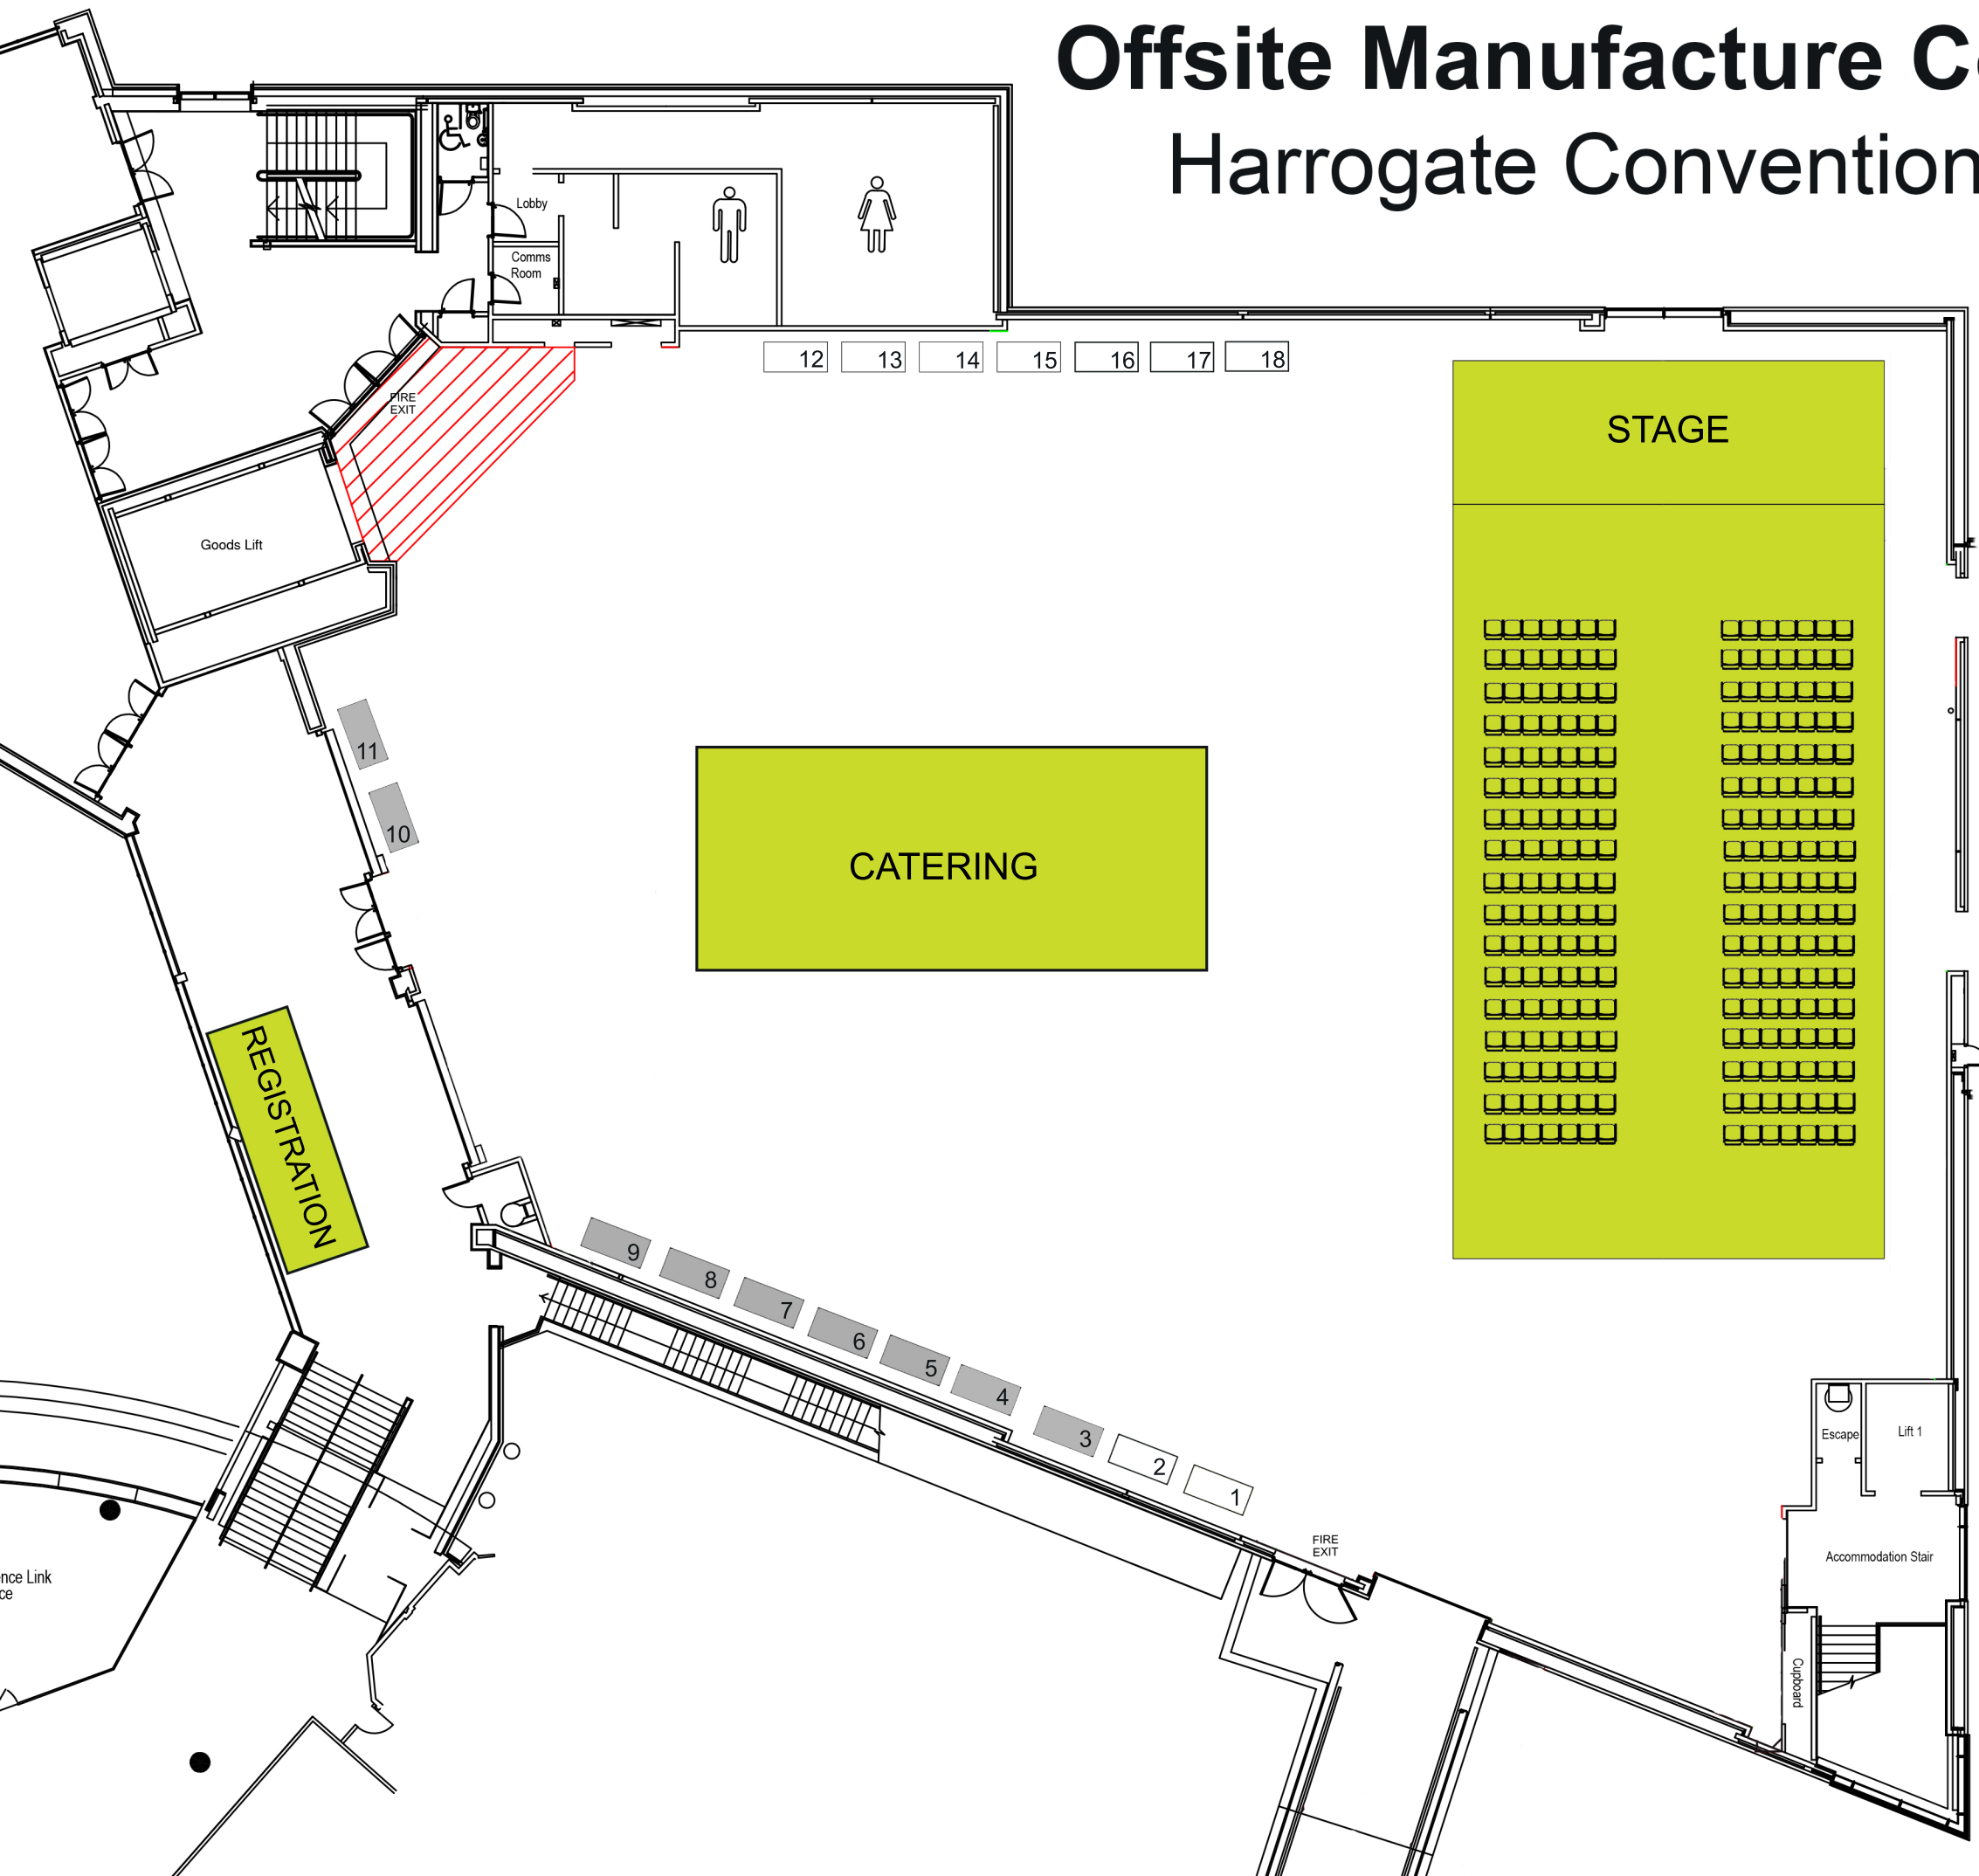 Offsite Manufacture C
Harrogate Convention
Lobby
Comms
Room
12
13
14
15
16
17
18
FIRE
EXIT
STAGE
Goods Lift
11
10
CATERING
REGISTRATION
9
8
7
6
5
4
3
2
1
Escape
Lift 1
FIRE
EXIT
Accommodation Stair
Cupboard
ence Link
ce